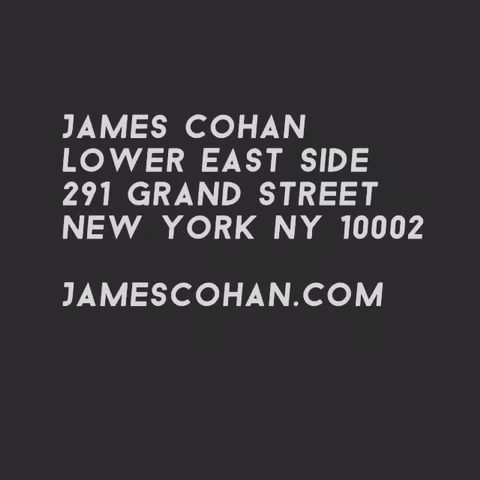 JAMES COHAN
LOWER EAST SIDE
291 GRAND STREET
NEW YORK NY 10002
JAMESCOHAN.COM